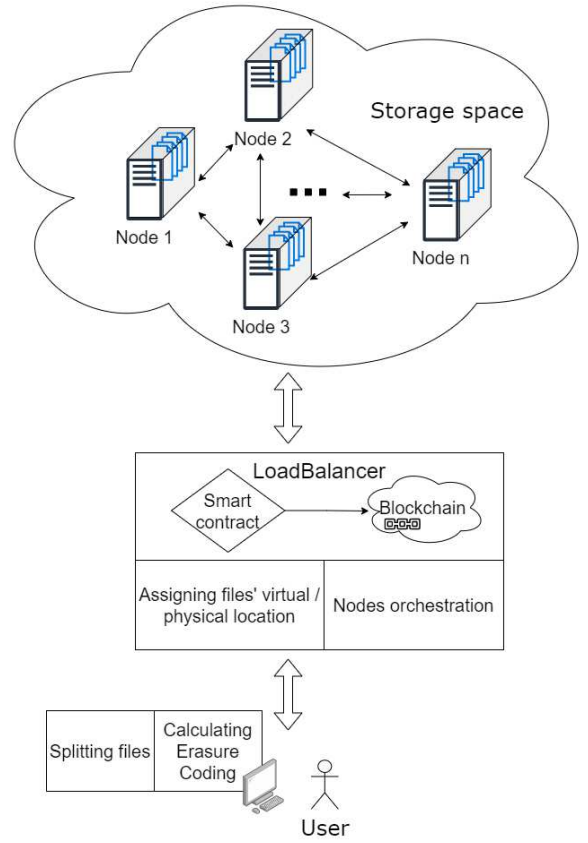 Storage space
Node 2
Node 1
Node n
Node 3
LoadBalancer
Smart
contract
Blockchain
Assigning files' virtual /
physical location
Nodes orchestration
Splitting files
Calculating
Erasure
Coding
User